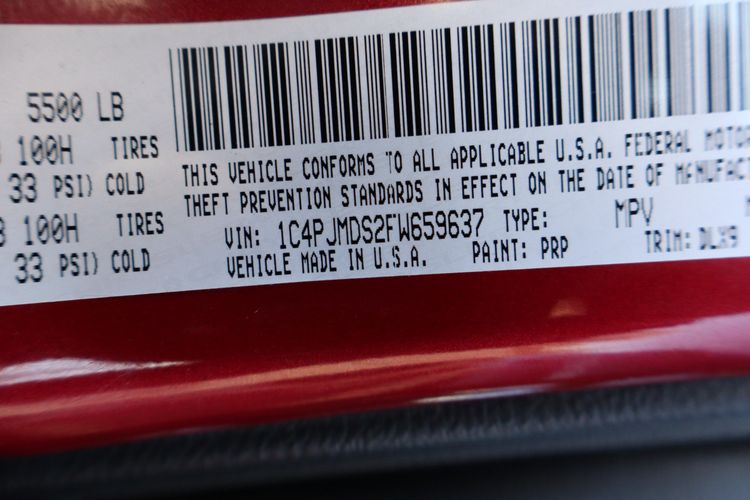 5500 LB
100H TIRES
33 PSI) COLD
100H TIRES
33 PSI) COLD
THIS VEHICLE CONFORMS TO ALL APPLICABLE U.S.A. FEDERAL MOTO
THEFT PREVENTION STANDARDS IN EFFECT ON THE DATE OF MANUFAC
VIN: 1C4PJMDS2FW659637 TYPE: MPV
VEHICLE MADE IN U.S.A. PAINT: PRP TRIM: DLX9